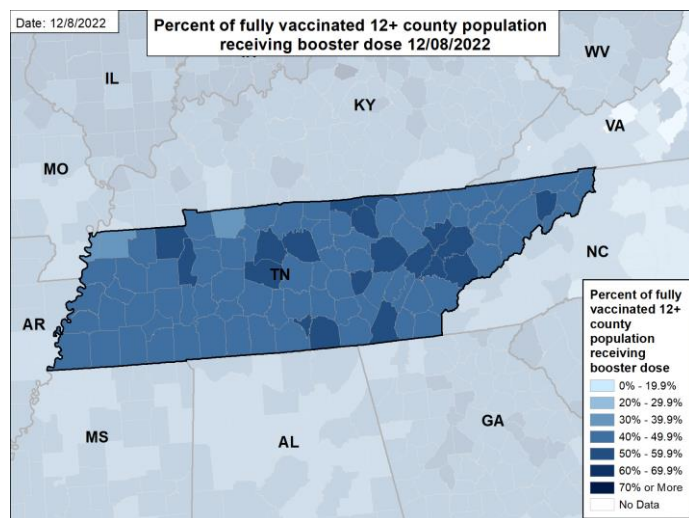 Date: 12/8/2022
Percent of fully vaccinated 12+ county population
receiving booster dose 12/08/2022
WV
IL
KY
VA
MO
NC
TN
AR
MS
AL
GA
Percent of fully
vaccinated 12+
county
population
receiving
booster dose
0% - 19.9%
20% - 29.9%
30% - 39.9%
40% - 49.9%
50% - 59.9%
60% - 69.9%
70% or More
No Data